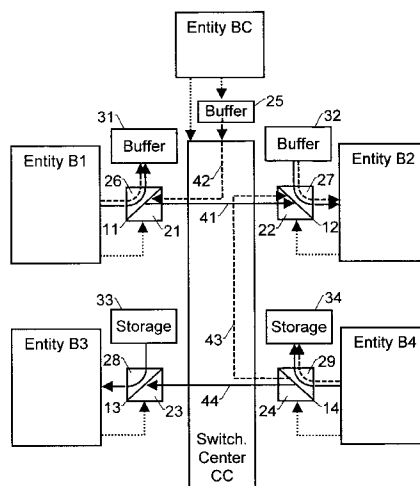 Entity BC
Buffer
25
31
Buffer
32
Buffer
Entity B1
26
42
27
Entity B2
11
21
41
22
12
33
Storage
34
Storage
Entity B3
28
43
29
Entity B4
13
23
44
24
14
Switch.
Center
CC